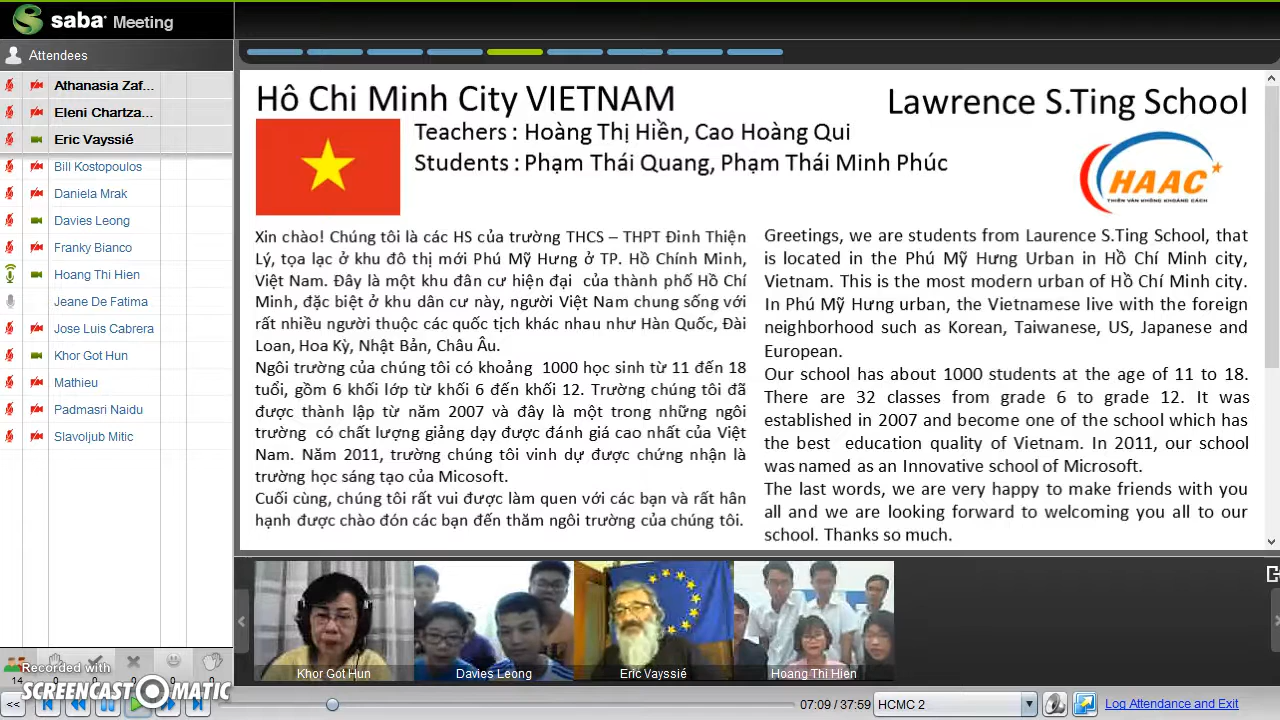 saba Meeting
Attendees
Athanasia Zaf...
Eleni Chartza...
Eric Vayssié
Bill Kostopoulos
Daniela Mrak
Davies Leong
Franky Bianco
Hoang Thi Hien
Jeane De Fatima
Jose Luis Cabrera
Khor Got Hun
Mathieu
Padmasri Naidu
Slavoljub Mitic
14
Hô Chi Minh City VIETNAM
Teachers : Hoàng Thị Hiền, Cao Hoàng Qui
Students : Phạm Thái Quang, Phạm Thái Minh Phúc
Lawrence S.Ting School
HAAC
THIÊN VĂN KHÔNG KHOẢNG CÁCH
Xin chào! Chúng tôi là các HS của trường THCS – THPT Đinh Thiện
Lý, tọa lạc ở khu đô thị mới Phú Mỹ Hưng ở TP. Hồ Chính Minh,
Việt Nam. Đây là một khu dân cư hiện đại của thành phố Hồ Chí
Minh, đặc biệt ở khu dân cư này, người Việt Nam chung sống với
rất nhiều người thuộc các quốc tịch khác nhau như Hàn Quốc, Đài
Loan, Hoa Kỳ, Nhật Bản, Châu Âu.
Ngôi trường của chúng tôi có khoảng 1000 học sinh từ 11 đến 18
tuổi, gồm 6 khối lớp từ khối 6 đến khối 12. Trường chúng tôi đã
được thành lập từ năm 2007 và đây là một trong những ngôi
trường có chất lượng giảng dạy được đánh giá cao nhất của Việt
Nam. Năm 2011, trường chúng tôi vinh dự được chứng nhận là
trường học sáng tạo của Micosoft.
Cuối cùng, chúng tôi rất vui được làm quen với các bạn và rất hân
hạnh được chào đón các bạn đến thăm ngôi trường của chúng tôi.
Greetings, we are students from Laurence S.Ting School, that
is located in the Phú Mỹ Hưng Urban in Hồ Chí Minh city,
Vietnam. This is the most modern urban of Hồ Chí Minh city.
In Phú Mỹ Hưng urban, the Vietnamese live with the foreign
neighborhood such as Korean, Taiwanese, US, Japanese and
European.
Our school has about 1000 students at the age of 11 to 18.
There are 32 classes from grade 6 to grade 12. It was
established in 2007 and become one of the school which has
the best education quality of Vietnam. In 2011, our school
was named as an Innovative school of Microsoft.
The last words, we are very happy to make friends with you
all and we are looking forward to welcoming you all to our
school. Thanks so much.
Khor Got Hun
Davies Leong
Eric Vayssié
Hoang Thi Hien
Recorded with
SCREENCAST MATIC
<<
07:09 / 37:59
HCMC 2
Log Attendance and Exit